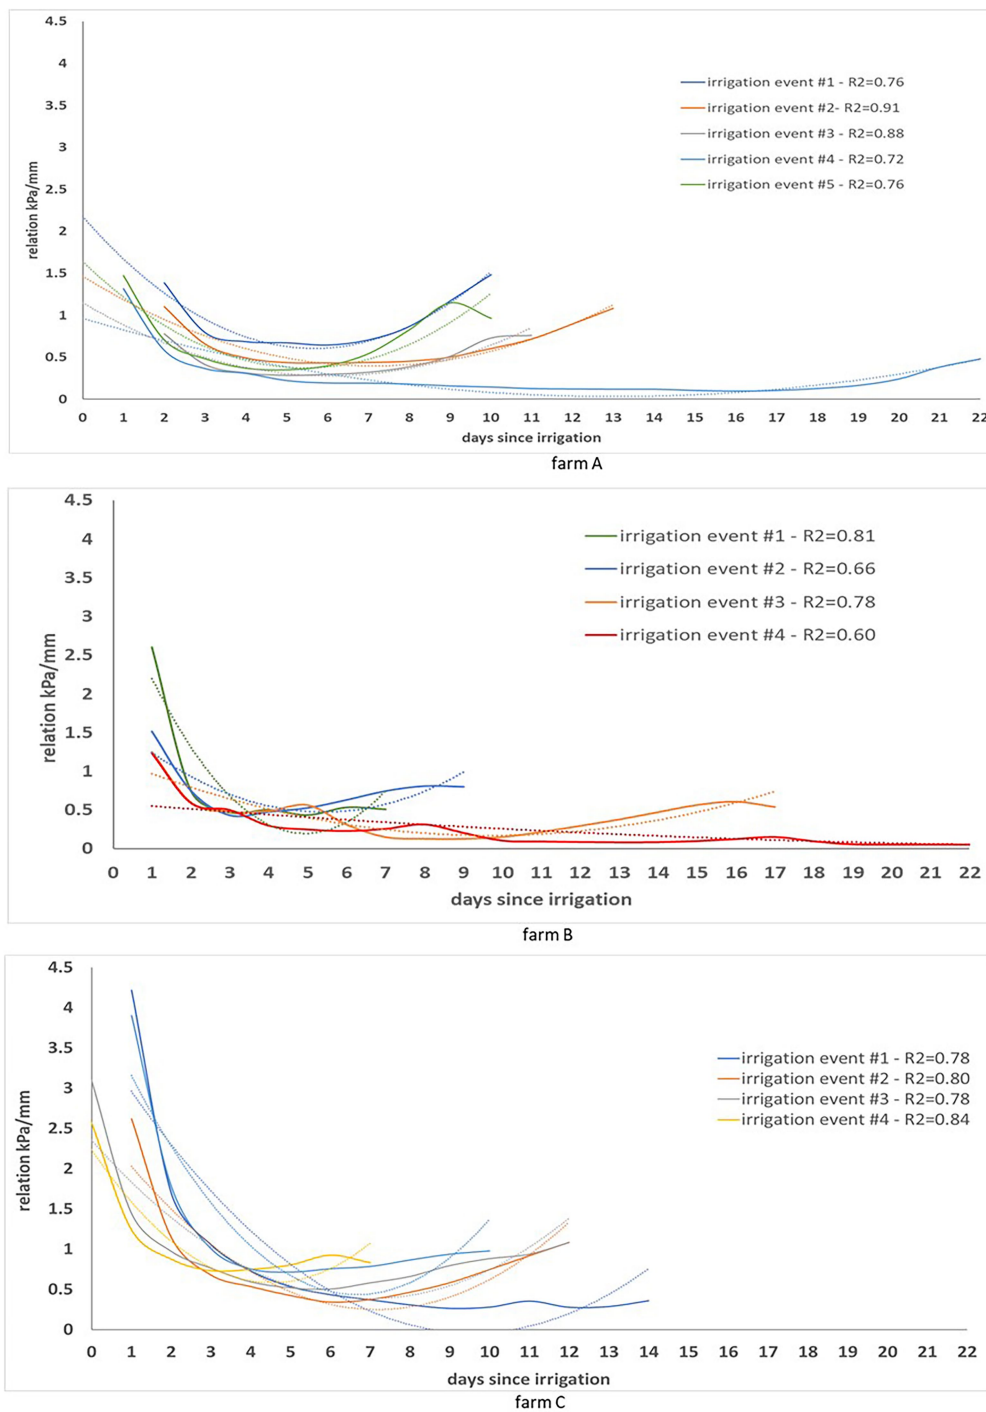 4.5
4
3.5
3
2.5
2
1.5
1
0.5
0
relation kPa/mm
irrigation event #1 - R2=0.76
irrigation event #2- R2=0.91
irrigation event #3 - R2=0.88
irrigation event #4 - R2=0.72
irrigation event #5 - R2=0.76
0 1 2 3 4 5 6 7 8 9 10 11 12 13 14 15 16 17 18 19 20 21 22
days since irrigation
farm A
4.5
4
3.5
3
2.5
2
1.5
1
0.5
0
relation kPa/mm
irrigation event #1 - R2=0.81
irrigation event #2 - R2=0.66
irrigation event #3 - R2=0.78
irrigation event #4 - R2=0.60
0 1 2 3 4 5 6 7 8 9 10 11 12 13 14 15 16 17 18 19 20 21 22
days since irrigation
farm B
4.5
4
3.5
3
2.5
2
1.5
1
0.5
0
relation kPa/mm
irrigation event #1 - R2=0.78
irrigation event #2 - R2=0.80
irrigation event #3 - R2=0.78
irrigation event #4 - R2=0.84
0 1 2 3 4 5 6 7 8 9 10 11 12 13 14 15 16 17 18 19 20 21 22
days since irrigation
farm C